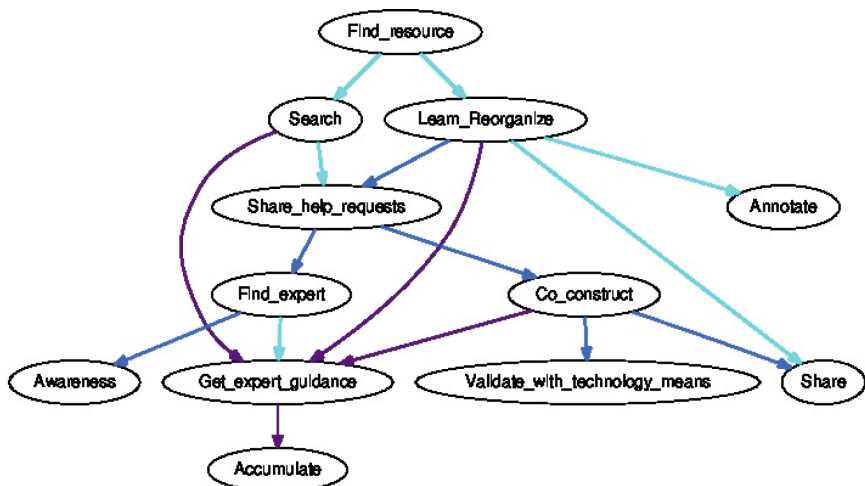 Find_resource
Search
Learn_Reorganize
Share_help_requests
Annotate
Find_expert
Co_construct
Awareness
Get_expert_guidance
Validate_with_technology_means
Share
Accumulate